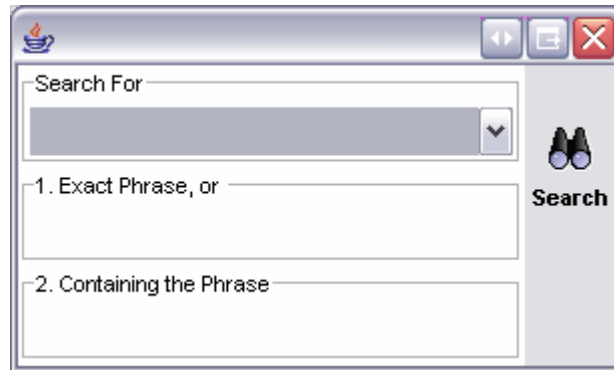 Search For
1. Exact Phrase, or
Search
2. Containing the Phrase